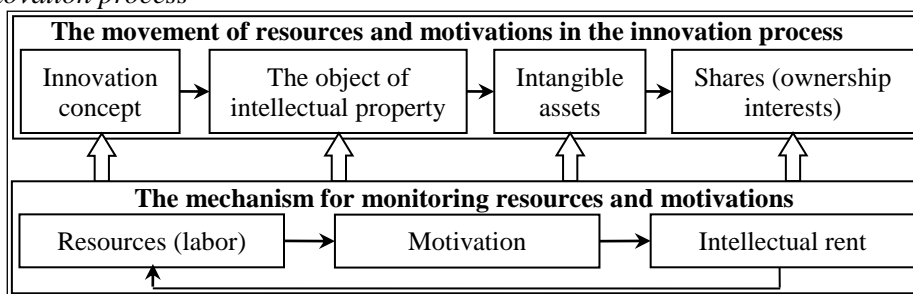 ovation process
The movement of resources and motivations in the innovation process
Innovation
concept
The object of
intellectual property
Intangible
assets
Shares (ownership
interests)
The mechanism for monitoring resources and motivations
Resources (labor)
Motivation
Intellectual rent